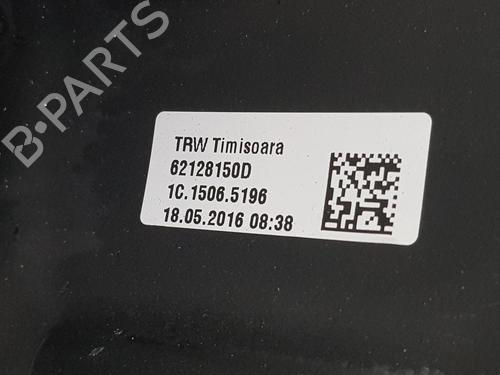 B-PARTS
TRW Timisoara
62128150D
1C.1506.5196
18.05.2016 08:38